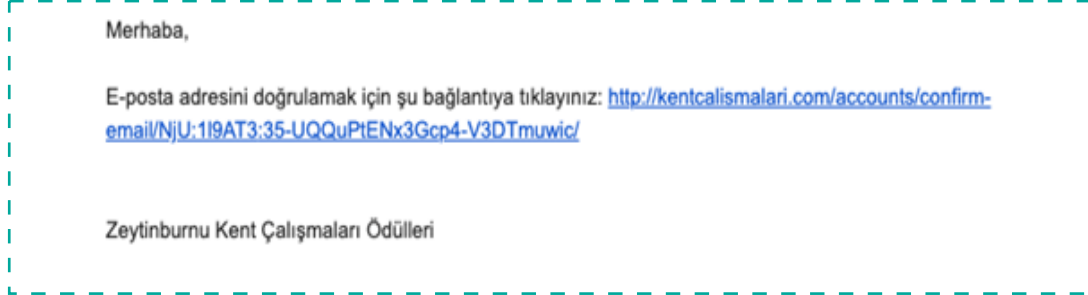 Merhaba,
E-posta adresini doğrulamak için şu bağlantıya tıklayınız: http://kentcalismalari.com/accounts/confirm-
email/NjU:1l9AT3:35-UQQuPtENx3Gcp4-V3DTmuwic/
Zeytinburnu Kent Çalışmaları Ödülleri